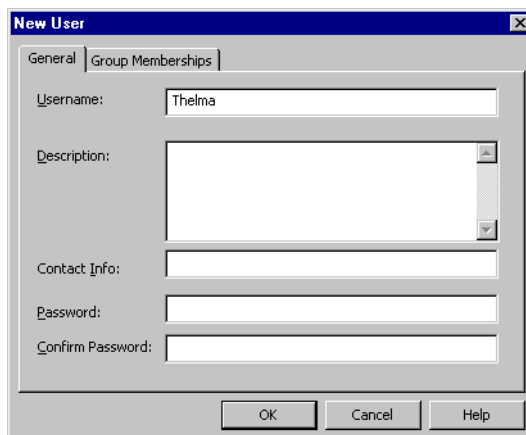 New User
General Group Memberships
Username: Thelma
Description:
Contact Info:
Password:
Confirm Password:
OK Cancel Help